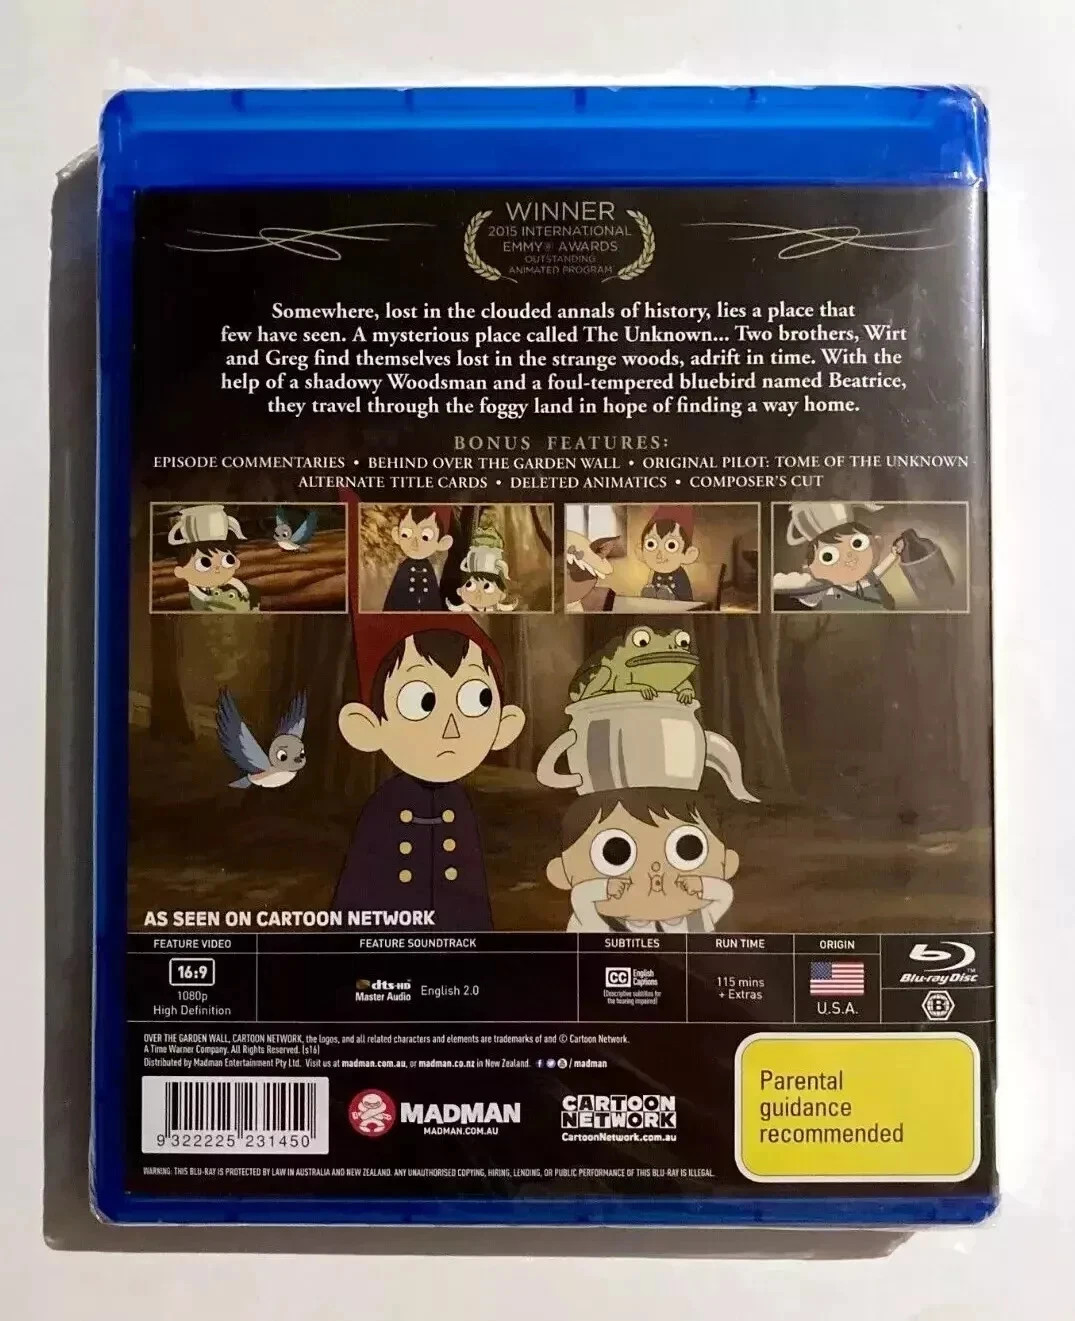 WINNER
2015 INTERNATIONAL
EMMY® AWARDS
OUTSTANDING
ANIMATED PROGRAM
Somewhere, lost in the clouded annals of history, lies a place that
few have seen. A mysterious place called The Unknown... Two brothers, Wirt
and Greg find themselves lost in the strange woods, adrift in time. With the
help of a shadowy Woodsman and a foul-tempered bluebird named Beatrice,
they travel through the foggy land in hope of finding a way home.
BONUS FEATURES:
EPISODE COMMENTARIES • BEHIND OVER THE GARDEN WALL • ORIGINAL PILOT: TOME OF THE UNKNOWN
ALTERNATE TITLE CARDS • DELETED ANIMATICS • COMPOSER'S CUT
AS SEEN ON CARTOON NETWORK
FEATURE VIDEO
16:9
1080p
High Definition
FEATURE SOUNDTRACK
dts-HD
Master Audio
English 2.0
SUBTITLES
CC English
Captions
(Descriptive subtitles for
the hearing impaired)
RUN TIME
115 mins
+ Extras
ORIGIN
U.S.A.
Blu-ray Disc™
B
OVER THE GARDEN WALL, CARTOON NETWORK, the logos, and all related characters and elements are trademarks of and © Cartoon Network.
A Time Warner Company. All Rights Reserved. (s16)
Distributed by Madman Entertainment Pty Ltd. Visit us at madman.com.au, or madman.co.nz in New Zealand. / madman
9 322225 231450
MADMAN
MADMAN.COM.AU
CARTOON
NETWORK
CartoonNetwork.com.au
Parental
guidance
recommended
WARNING: THIS BLU-RAY IS PROTECTED BY LAW IN AUSTRALIA AND NEW ZEALAND. ANY UNAUTHORISED COPYING, HIRING, LENDING, OR PUBLIC PERFORMANCE OF THIS BLU-RAY IS ILLEGAL.